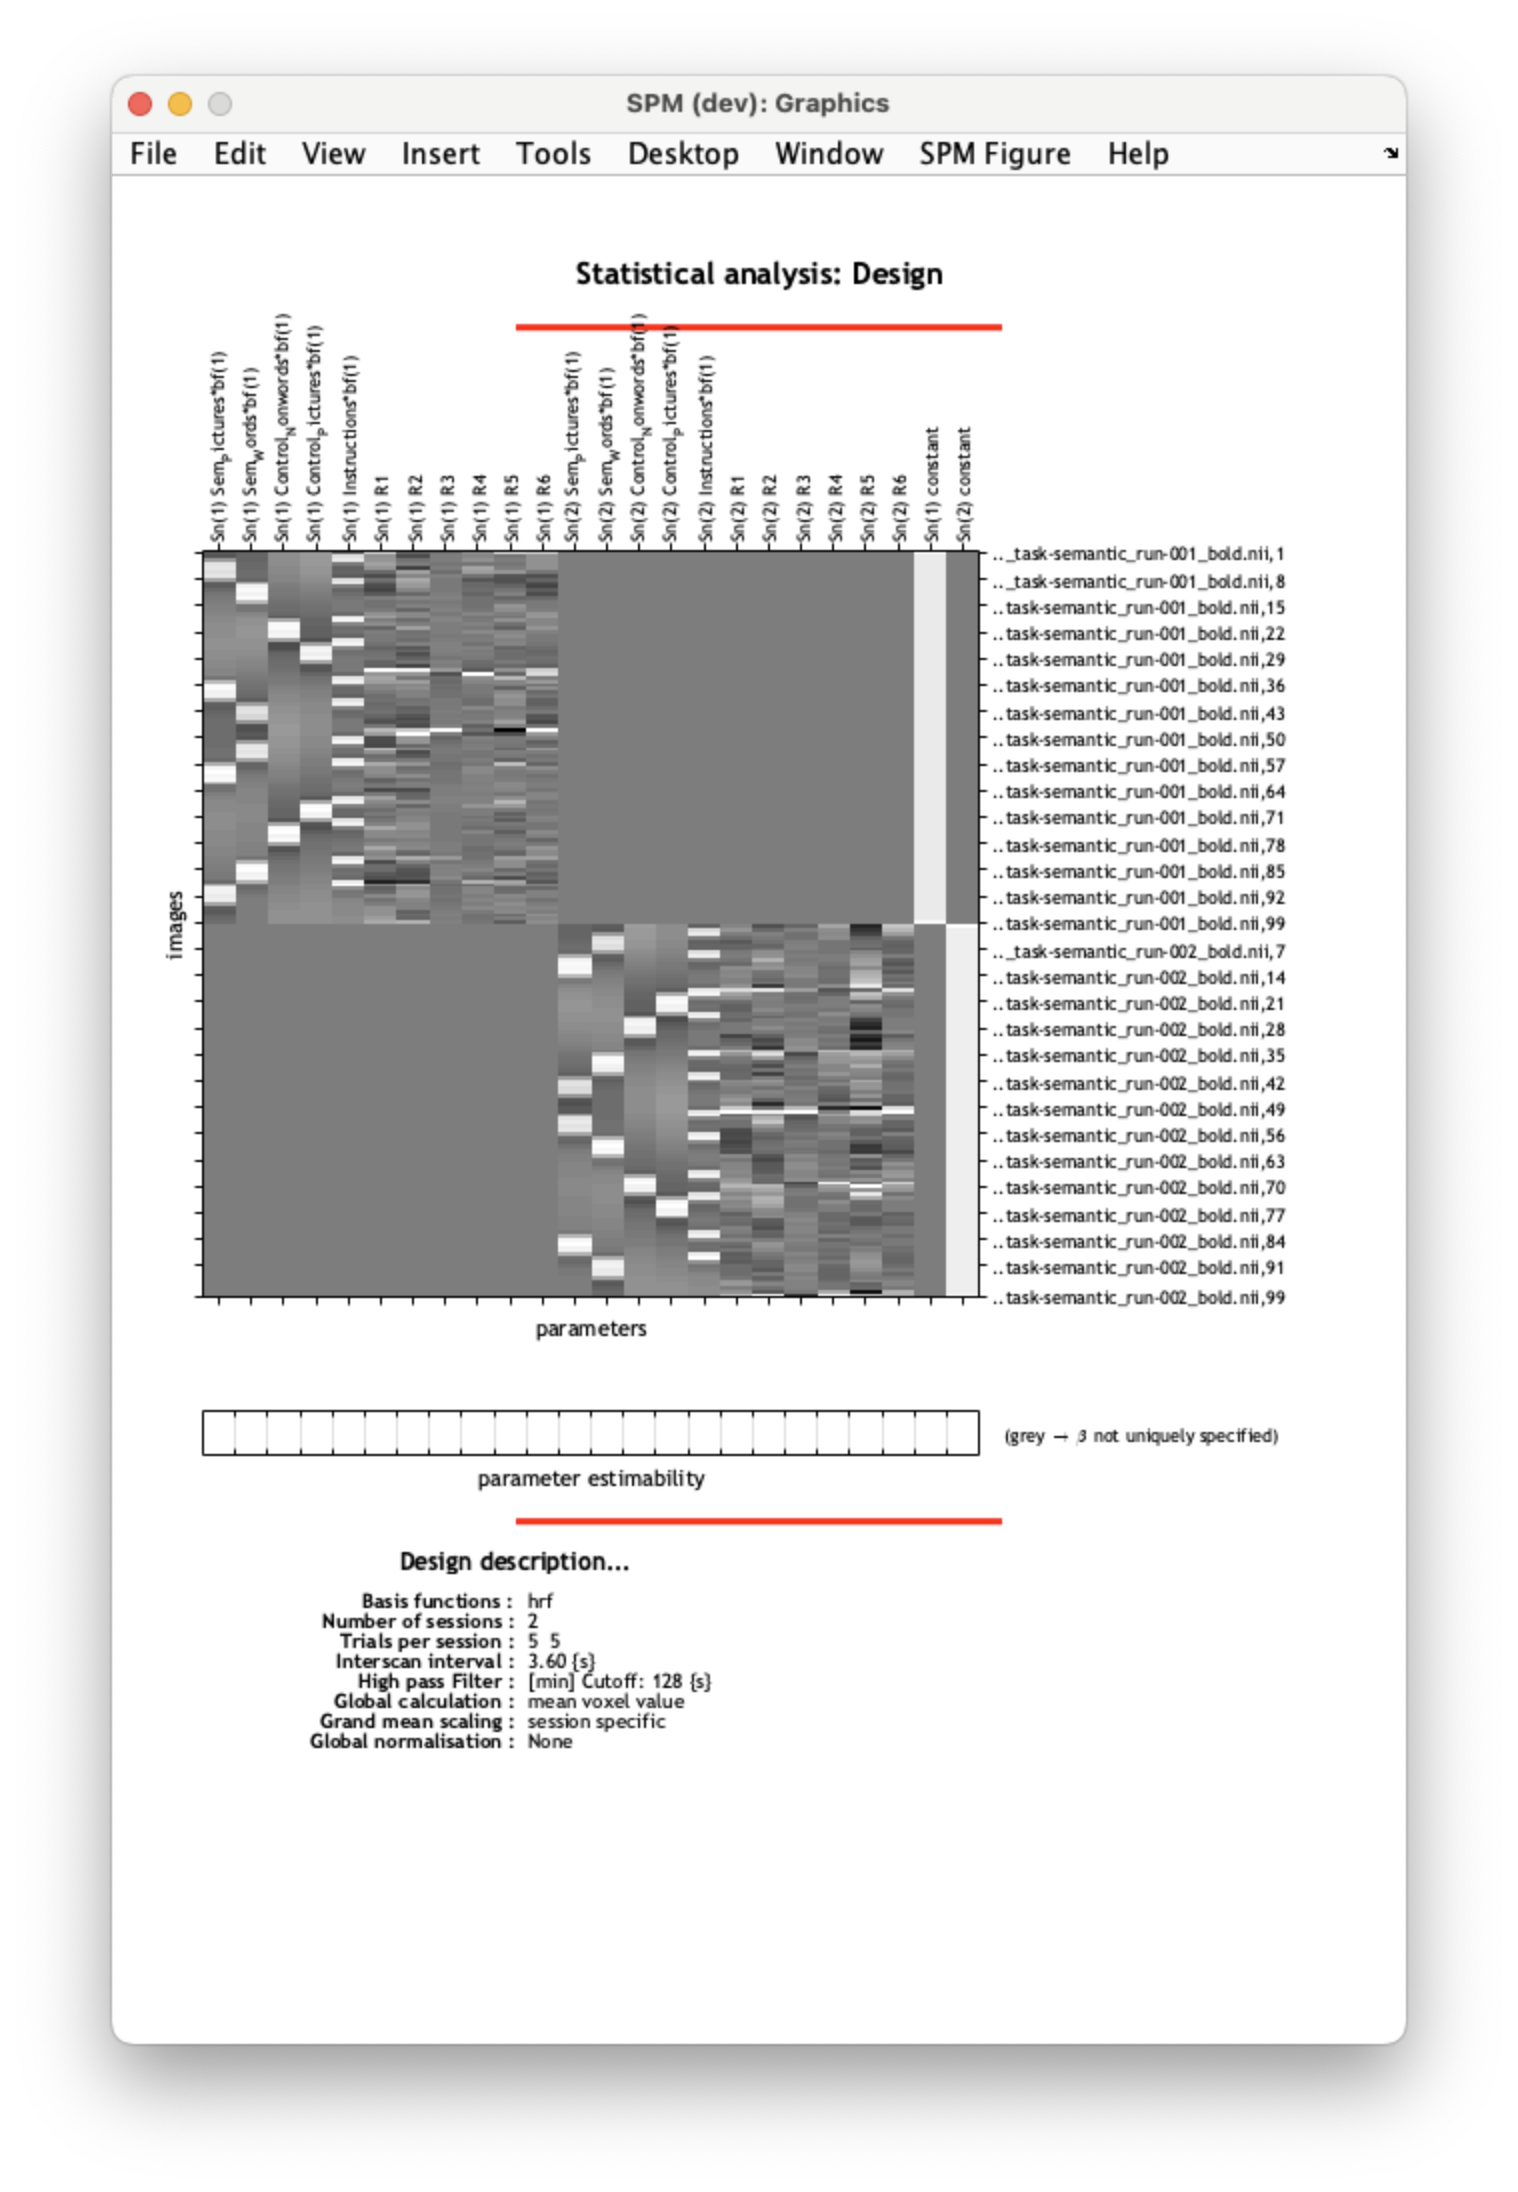 SPM (dev): Graphics
File Edit View Insert Tools Desktop Window SPM Figure Help
Statistical analysis: Design
Sn(1) Sem_Pictures*bf(1)
Sn(1) Sem_Words*bf(1)
Sn(1) Control_Nonwords*bf(1)
Sn(1) Control_Pictures*bf(1)
Sn(1) Instructions*bf(1)
Sn(1) R1
Sn(1) R2
Sn(1) R3
Sn(1) R4
Sn(1) R5
Sn(1) R6
Sn(2) Sem_Pictures*bf(1)
Sn(2) Sem_Words*bf(1)
Sn(2) Control_Nonwords*bf(1)
Sn(2) Control_Pictures*bf(1)
Sn(2) Instructions*bf(1)
Sn(2) R1
Sn(2) R2
Sn(2) R3
Sn(2) R4
Sn(2) R5
Sn(2) R6
Sn(1) constant
Sn(2) constant
images
.._task-semantic_run-001_bold.nii,1
.._task-semantic_run-001_bold.nii,8
..task-semantic_run-001_bold.nii,15
..task-semantic_run-001_bold.nii,22
..task-semantic_run-001_bold.nii,29
..task-semantic_run-001_bold.nii,36
..task-semantic_run-001_bold.nii,43
..task-semantic_run-001_bold.nii,50
..task-semantic_run-001_bold.nii,57
..task-semantic_run-001_bold.nii,64
..task-semantic_run-001_bold.nii,71
..task-semantic_run-001_bold.nii,78
..task-semantic_run-001_bold.nii,85
..task-semantic_run-001_bold.nii,92
..task-semantic_run-001_bold.nii,99
.._task-semantic_run-002_bold.nii,7
..task-semantic_run-002_bold.nii,14
..task-semantic_run-002_bold.nii,21
..task-semantic_run-002_bold.nii,28
..task-semantic_run-002_bold.nii,35
..task-semantic_run-002_bold.nii,42
..task-semantic_run-002_bold.nii,49
..task-semantic_run-002_bold.nii,56
..task-semantic_run-002_bold.nii,63
..task-semantic_run-002_bold.nii,70
..task-semantic_run-002_bold.nii,77
..task-semantic_run-002_bold.nii,84
..task-semantic_run-002_bold.nii,91
..task-semantic_run-002_bold.nii,99
parameters
(grey → β not uniquely specified)
parameter estimability
Design description...
Basis functions : hrf
Number of sessions : 2
Trials per session : 5 5
Interscan interval : 3.60 {s}
High pass Filter : [min] Cutoff: 128 {s}
Global calculation : mean voxel value
Grand mean scaling : session specific
Global normalisation : None